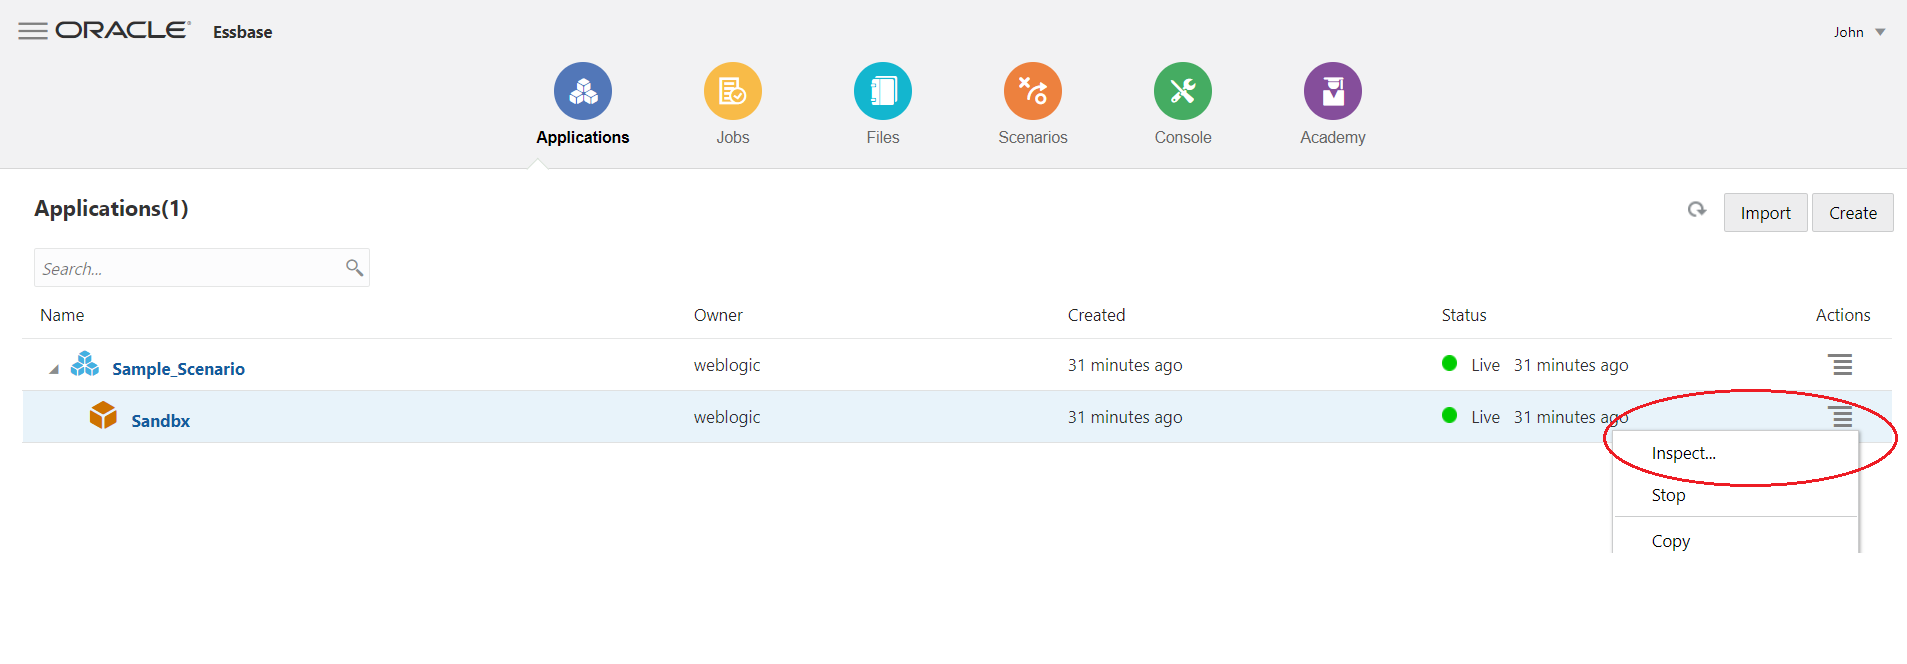 ORACLE® Essbase
John
Applications
Jobs
Files
Scenarios
Console
Academy
Applications(1)
Import
Create
Search...
Name Owner Created Status Actions
Sample_Scenario weblogic 31 minutes ago Live 31 minutes ago
Sandbx weblogic 31 minutes ago Live 31 minutes ago
Inspect...
Stop
Copy